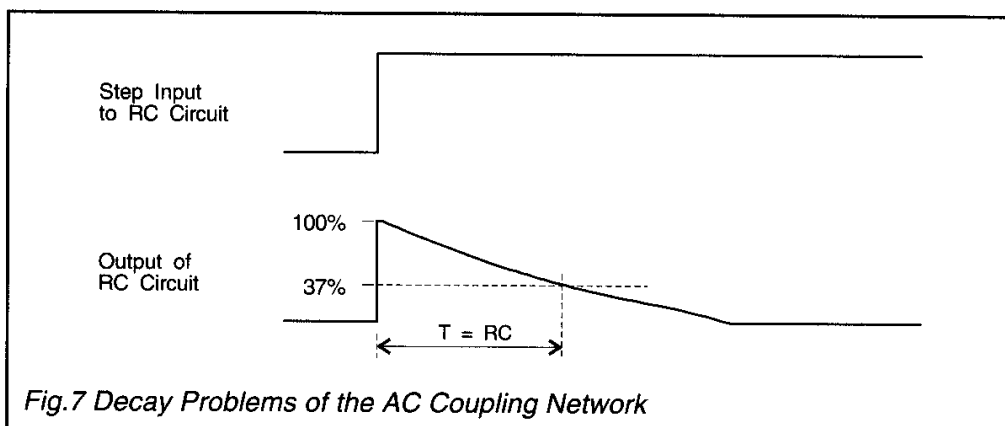 Step Input
to RC Circuit
100%
Output of
RC Circuit
37%
T = RC
Fig.7 Decay Problems of the AC Coupling Network